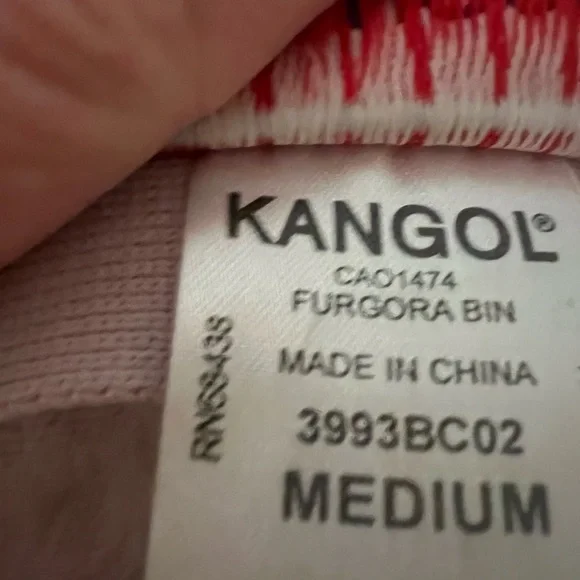 KANGOL®
CAO1474
FURGORA BIN
MADE IN CHINA
3993BC02
MEDIUM
RN68438